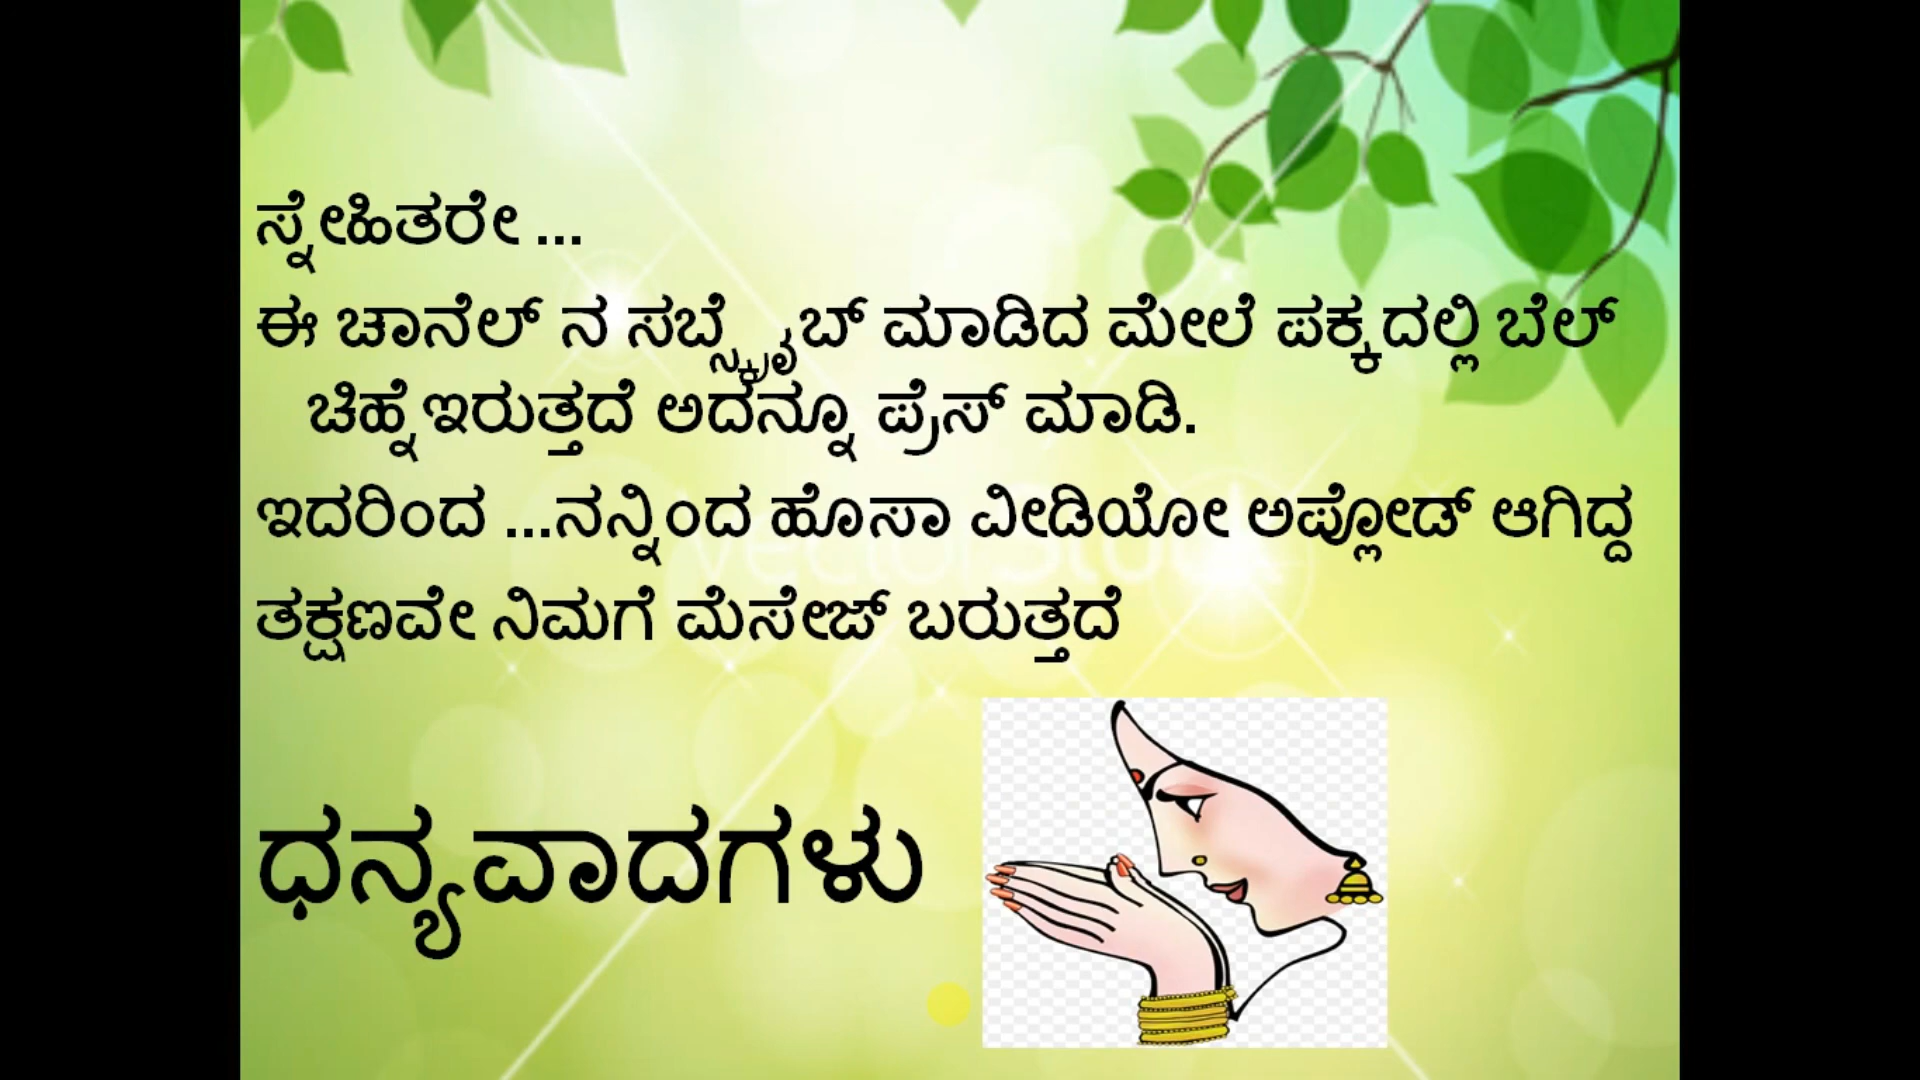 ಸ್ನೇಹಿತರೇ ...
ಈ ಚಾನೆಲ್ ನ ಸಬ್ಸ್ಕ್ರೈಬ್ ಮಾಡಿದ ಮೇಲೆ ಪಕ್ಕದಲ್ಲಿ ಬೆಲ್
ಚಿಹ್ನೆ ಇರುತ್ತದೆ ಅದನ್ನೂ ಪ್ರೆಸ್ ಮಾಡಿ.
ಇದರಿಂದ ...ನನ್ನಿಂದ ಹೊಸಾ ವೀಡಿಯೋ ಅಪ್ಲೋಡ್ ಆಗಿದ್ದ
ತಕ್ಷಣವೇ ನಿಮಗೆ ಮೆಸೇಜ್ ಬರುತ್ತದೆ
ಧನ್ಯವಾದಗಳು